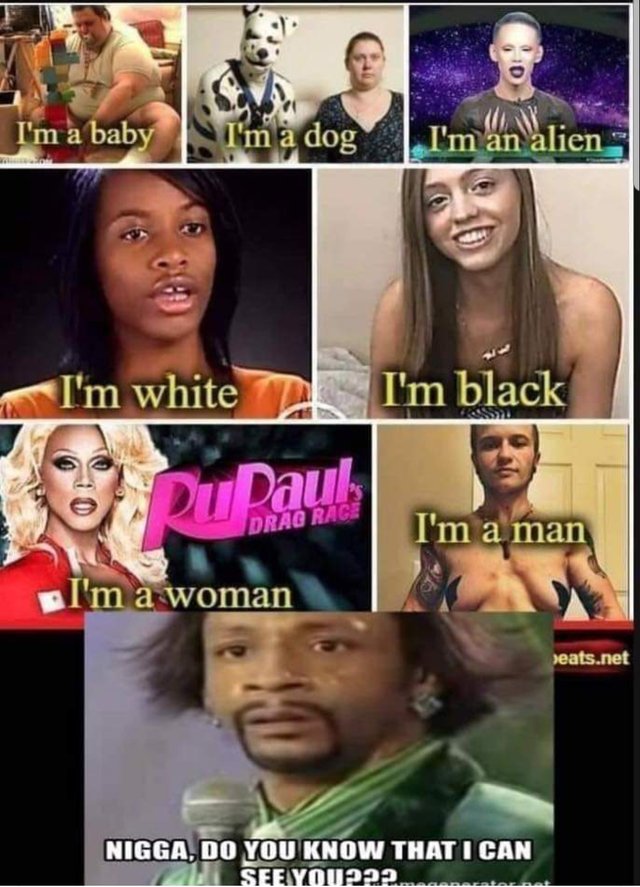 I'm a baby
I'm a dog
I'm an alien
I'm white
I'm black
RuPaul's
DRAG RACE
I'm a woman
I'm a man
eats.net
NIGGA, DO YOU KNOW THAT I CAN
SEE YOU???